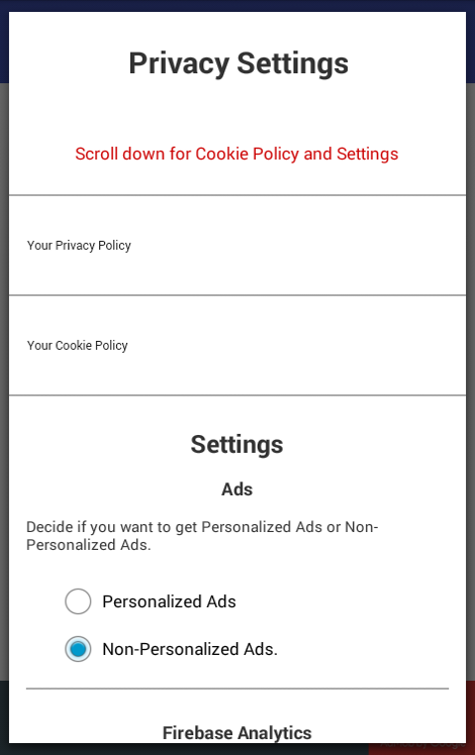 Privacy Settings
Scroll down for Cookie Policy and Settings
Your Privacy Policy
Your Cookie Policy
Settings
Ads
Decide if you want to get Personalized Ads or Non-
Personalized Ads.
Personalized Ads
Non-Personalized Ads.
Firebase Analytics